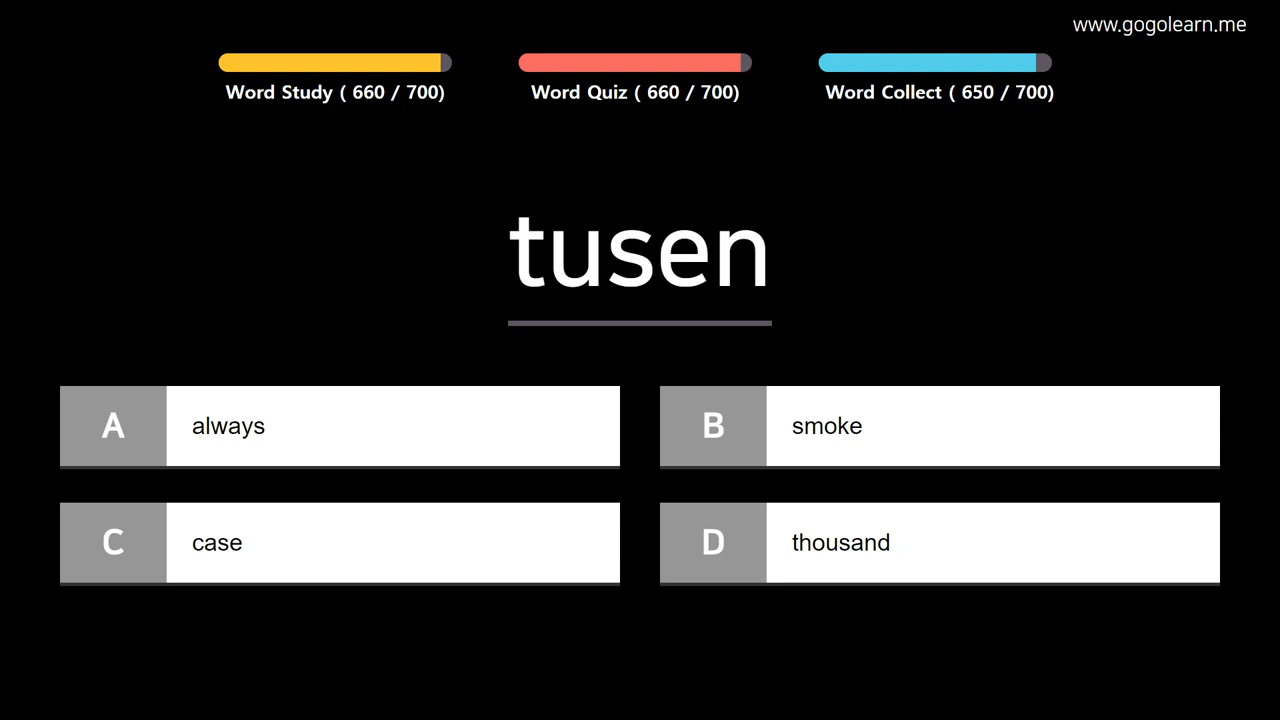 www.gogolearn.me
Word Study ( 660 / 700)
Word Quiz ( 660 / 700)
Word Collect ( 650 / 700)
tusen
A always
B smoke
C case
D thousand